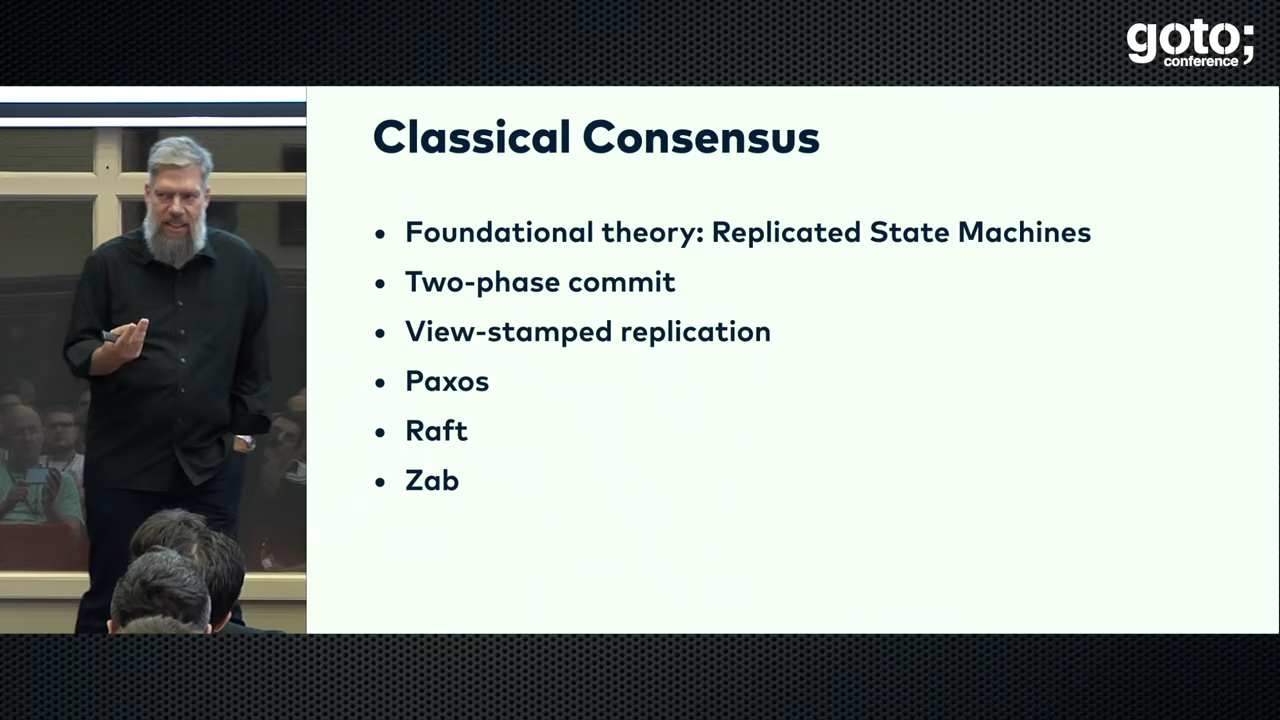 goto;
conference
Classical Consensus
• Foundational theory: Replicated State Machines
• Two-phase commit
• View-stamped replication
• Paxos
• Raft
• Zab